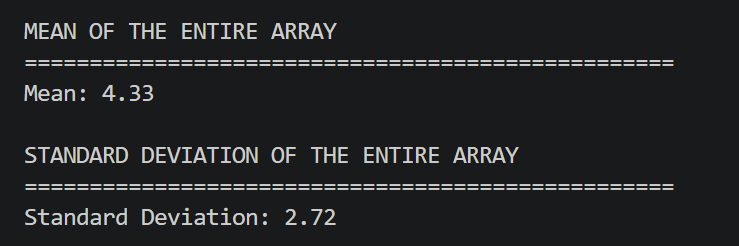 MEAN OF THE ENTIRE ARRAY
==================================================
Mean: 4.33
STANDARD DEVIATION OF THE ENTIRE ARRAY
==================================================
Standard Deviation: 2.72